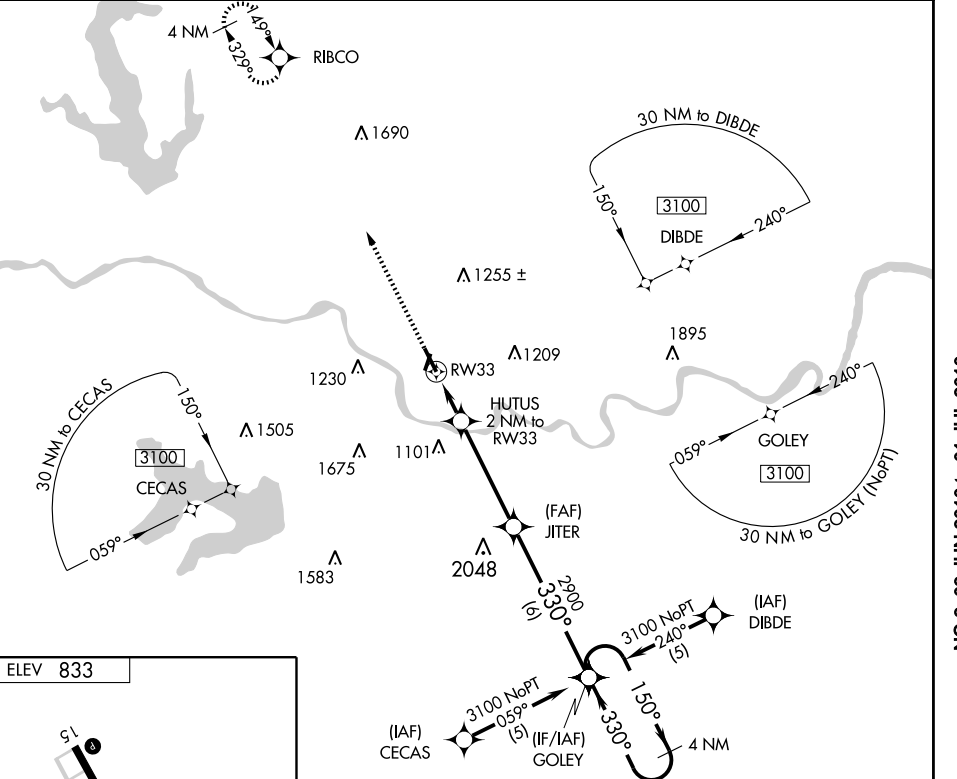 4 NM
149°
329°
RIBCO
1690
30 NM to DIBDE
150°
3100
240°
DIBDE
1255 ±
1895
1209
RW33
1230
240°
30 NM to CECAS
150°
HUTUS
2 NM to
RW33
GOLEY
059°
3100
30 NM to GOLEY (NoPT)
1505
3100
CECAS
1675
1101
059°
(FAF)
JITER
2048
1583
2900
330°
(6)
(IAF)
DIBDE
3100 NoPT
240°
(5)
ELEV 833
15
P
3100 NoPT
059°
(5)
(IAF)
CECAS
(IF/IAF)
GOLEY
150°
330°
4 NM